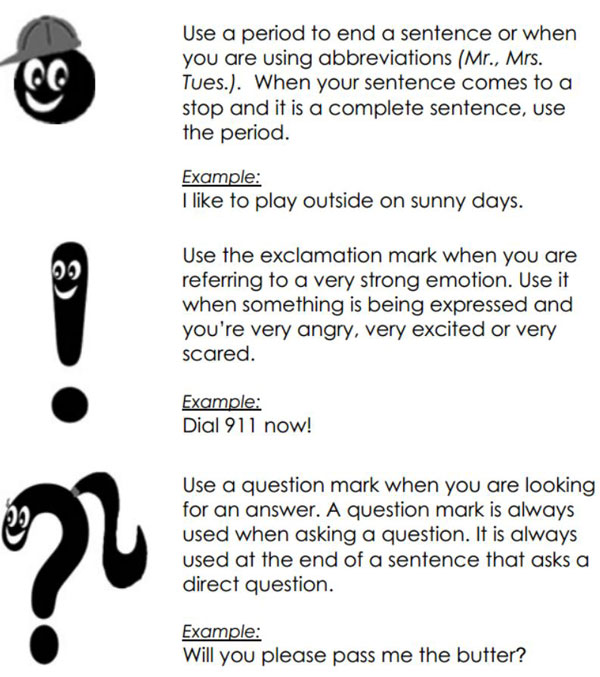 Use a period to end a sentence or when
you are using abbreviations (Mr., Mrs.
Tues.).  When your sentence comes to a
stop and it is a complete sentence, use
the period.
Example:
I like to play outside on sunny days.
Use the exclamation mark when you are
referring to a very strong emotion. Use it
when something is being expressed and
you're very angry, very excited or very
scared.
Example:
Dial 911 now!
Use a question mark when you are looking
for an answer. A question mark is always
used when asking a question. It is always
used at the end of a sentence that asks a
direct question.
Example:
Will you please pass me the butter?